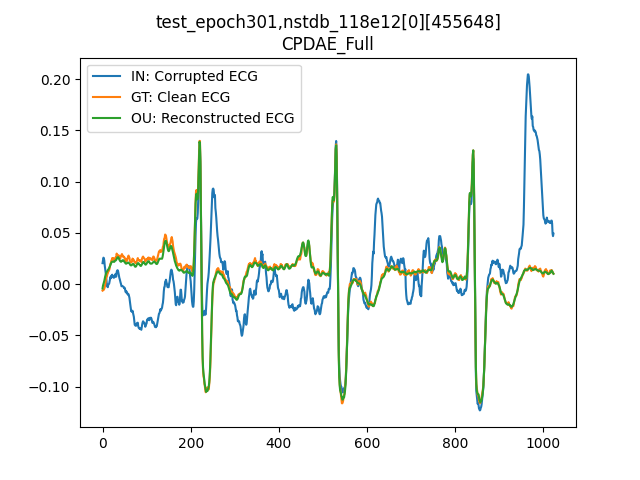 test_epoch301,nstdb_118e12[0][455648]
CPDAE_Full
IN: Corrupted ECG
GT: Clean ECG
OU: Reconstructed ECG
0.20
0.15
0.10
0.05
0.00
−0.05
−0.10
0 200 400 600 800 1000